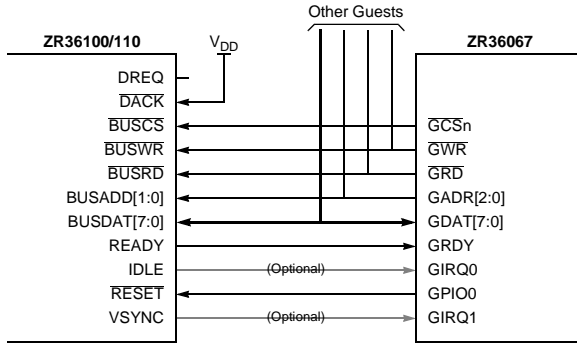 Other Guests
ZR36100/110 V_DD ZR36067
DREQ
DACK
BUSCS GCSn
BUSWR GWR
BUSRD GRD
BUSADD[1:0] GADR[2:0]
BUSDAT[7:0] GDAT[7:0]
READY GRDY
IDLE (Optional) GIRQ0
RESET GPIO0
VSYNC (Optional) GIRQ1